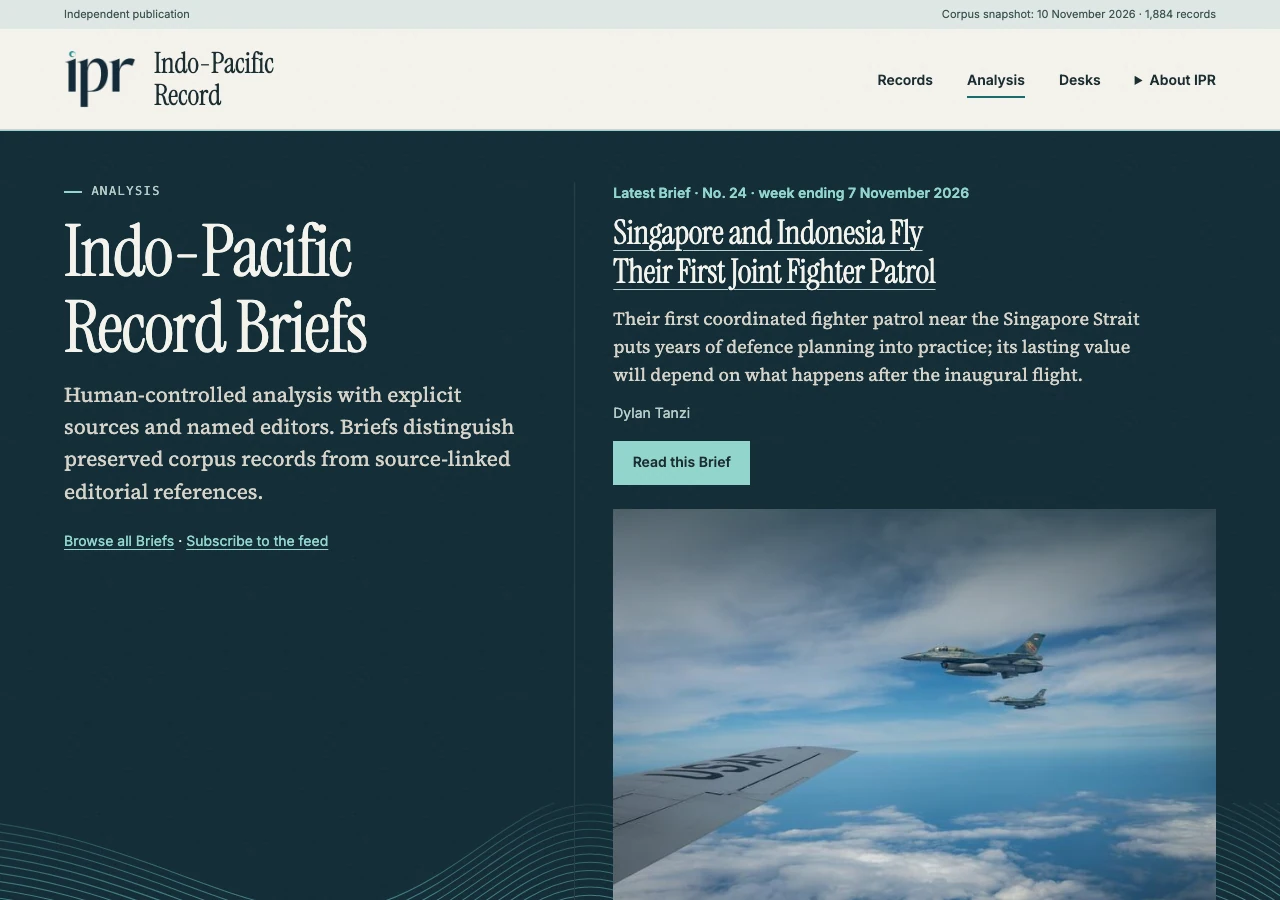 Independent publication
Corpus snapshot: 10 November 2026 · 1,884 records
ipr
Indo-Pacific
Record
Records
Analysis
Desks
About IPR
ANALYSIS
Indo-Pacific
Record Briefs
Human-controlled analysis with explicit
sources and named editors. Briefs distinguish
preserved corpus records from source-linked
editorial references.
Browse all Briefs · Subscribe to the feed
Latest Brief · No. 24 · week ending 7 November 2026
Singapore and Indonesia Fly
Their First Joint Fighter Patrol
Their first coordinated fighter patrol near the Singapore Strait
puts years of defence planning into practice; its lasting value
will depend on what happens after the inaugural flight.
Dylan Tanzi
Read this Brief
USAF